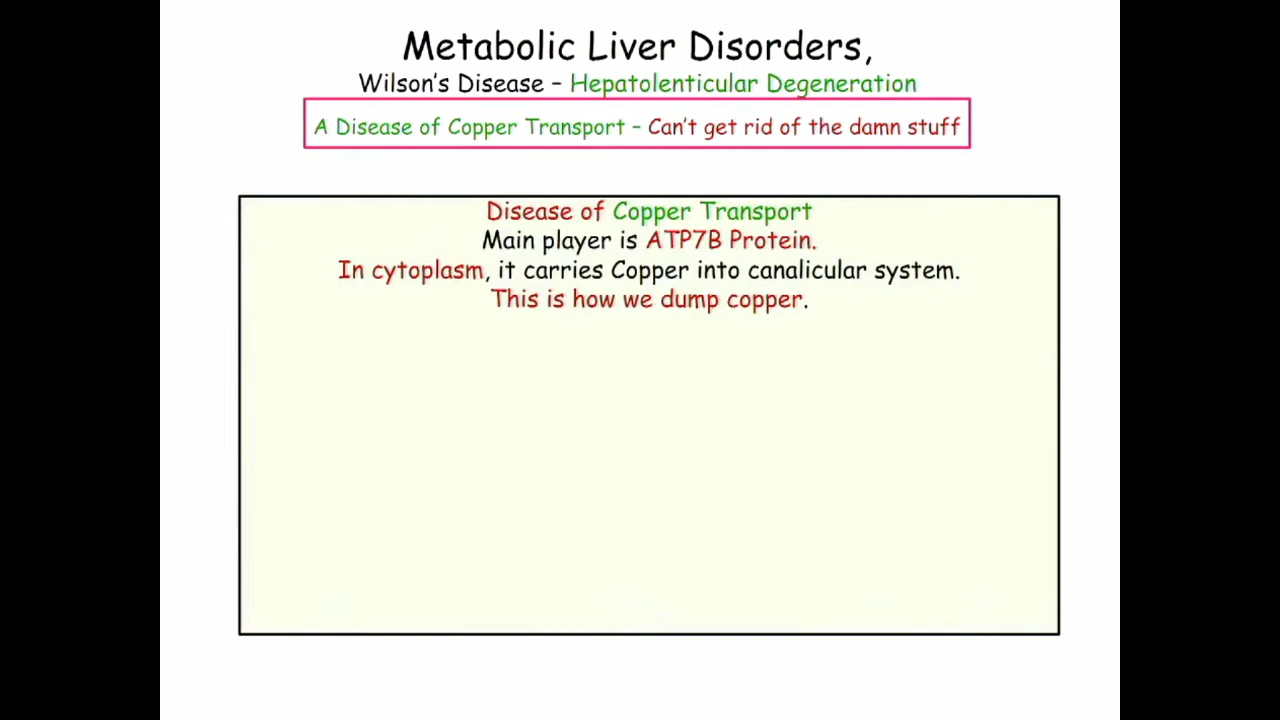 Metabolic Liver Disorders,
Wilson's Disease – Hepatolenticular Degeneration
A Disease of Copper Transport – Can't get rid of the damn stuff
Disease of Copper Transport
Main player is ATP7B Protein.
In cytoplasm, it carries Copper into canalicular system.
This is how we dump copper.